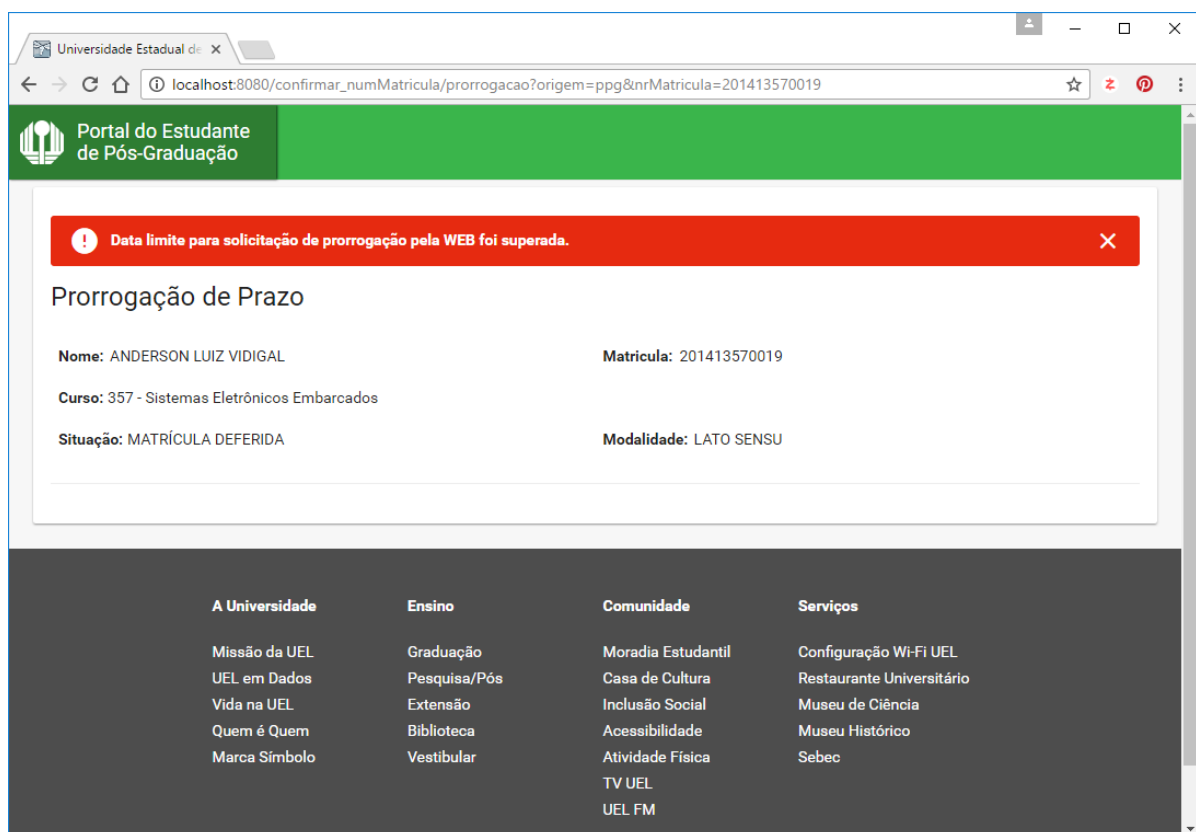 Universidade Estadual de
localhost:8080/confirmar_numMatricula/prorrogacao?origem=ppg&nrMatricula=201413570019
Portal do Estudante
de Pós-Graduação
Data limite para solicitação de prorrogação pela WEB foi superada.
Prorrogação de Prazo
Nome: ANDERSON LUIZ VIDIGAL
Matricula: 201413570019
Curso: 357 - Sistemas Eletrônicos Embarcados
Situação: MATRÍCULA DEFERIDA
Modalidade: LATO SENSU
A Universidade
Missão da UEL
UEL em Dados
Vida na UEL
Quem é Quem
Marca Símbolo
Ensino
Graduação
Pesquisa/Pós
Extensão
Biblioteca
Vestibular
Comunidade
Moradia Estudantil
Casa de Cultura
Inclusão Social
Acessibilidade
Atividade Física
TV UEL
UEL FM
Serviços
Configuração Wi-Fi UEL
Restaurante Universitário
Museu de Ciência
Museu Histórico
Sebec